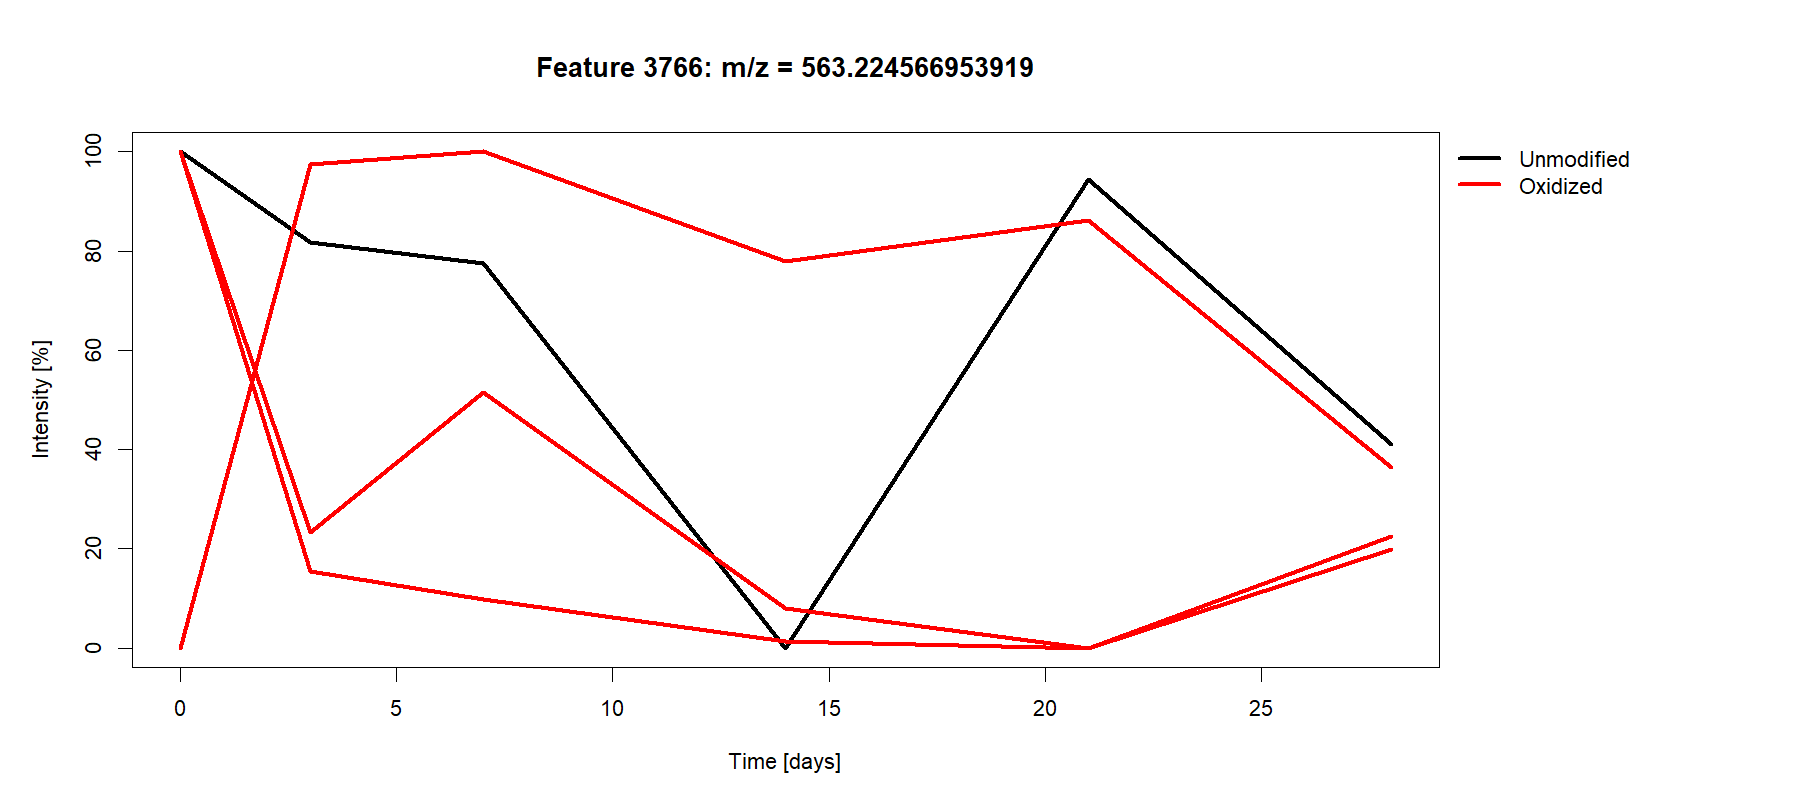 Feature 3766: m/z = 563.224566953919
Unmodified
Oxidized
Intensity [%]
100
80
60
40
20
0
0 5 10 15 20 25
Time [days]